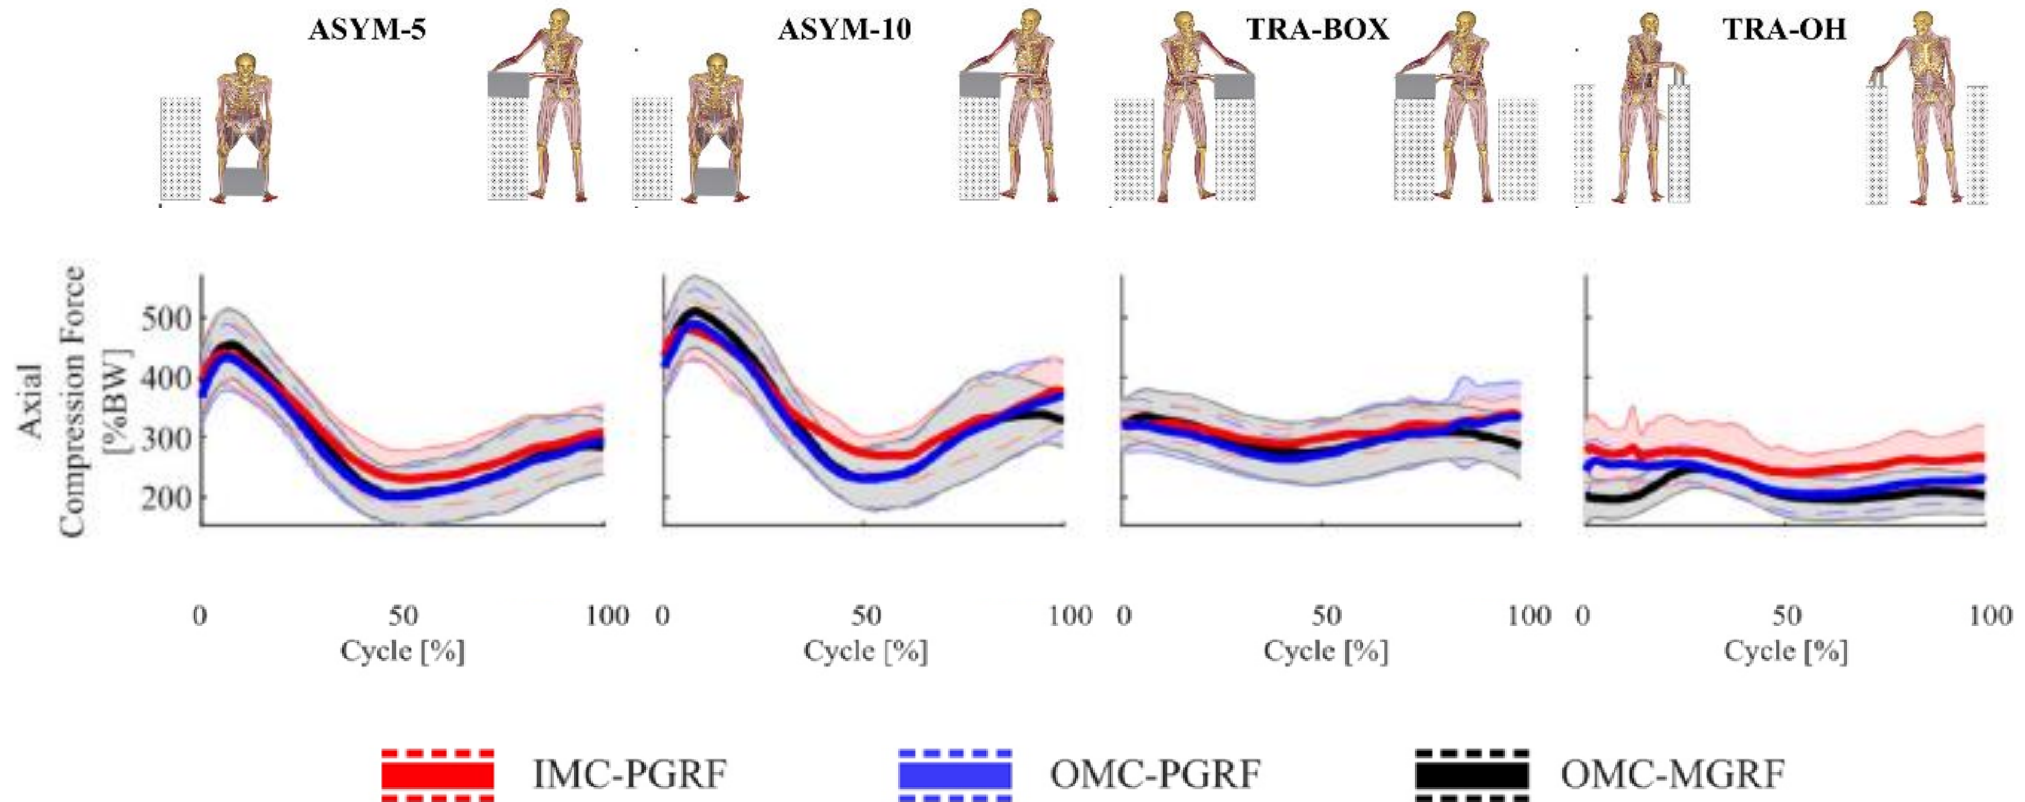 ASYM-5 ASYM-10 TRA-BOX TRA-OH
Axial
Compression Force
[%BW]
500
400
300
200
0 50 100 0 50 100 0 50 100 0 50 100
Cycle [%] Cycle [%] Cycle [%] Cycle [%]
IMC-PGRF OMC-PGRF OMC-MGRF